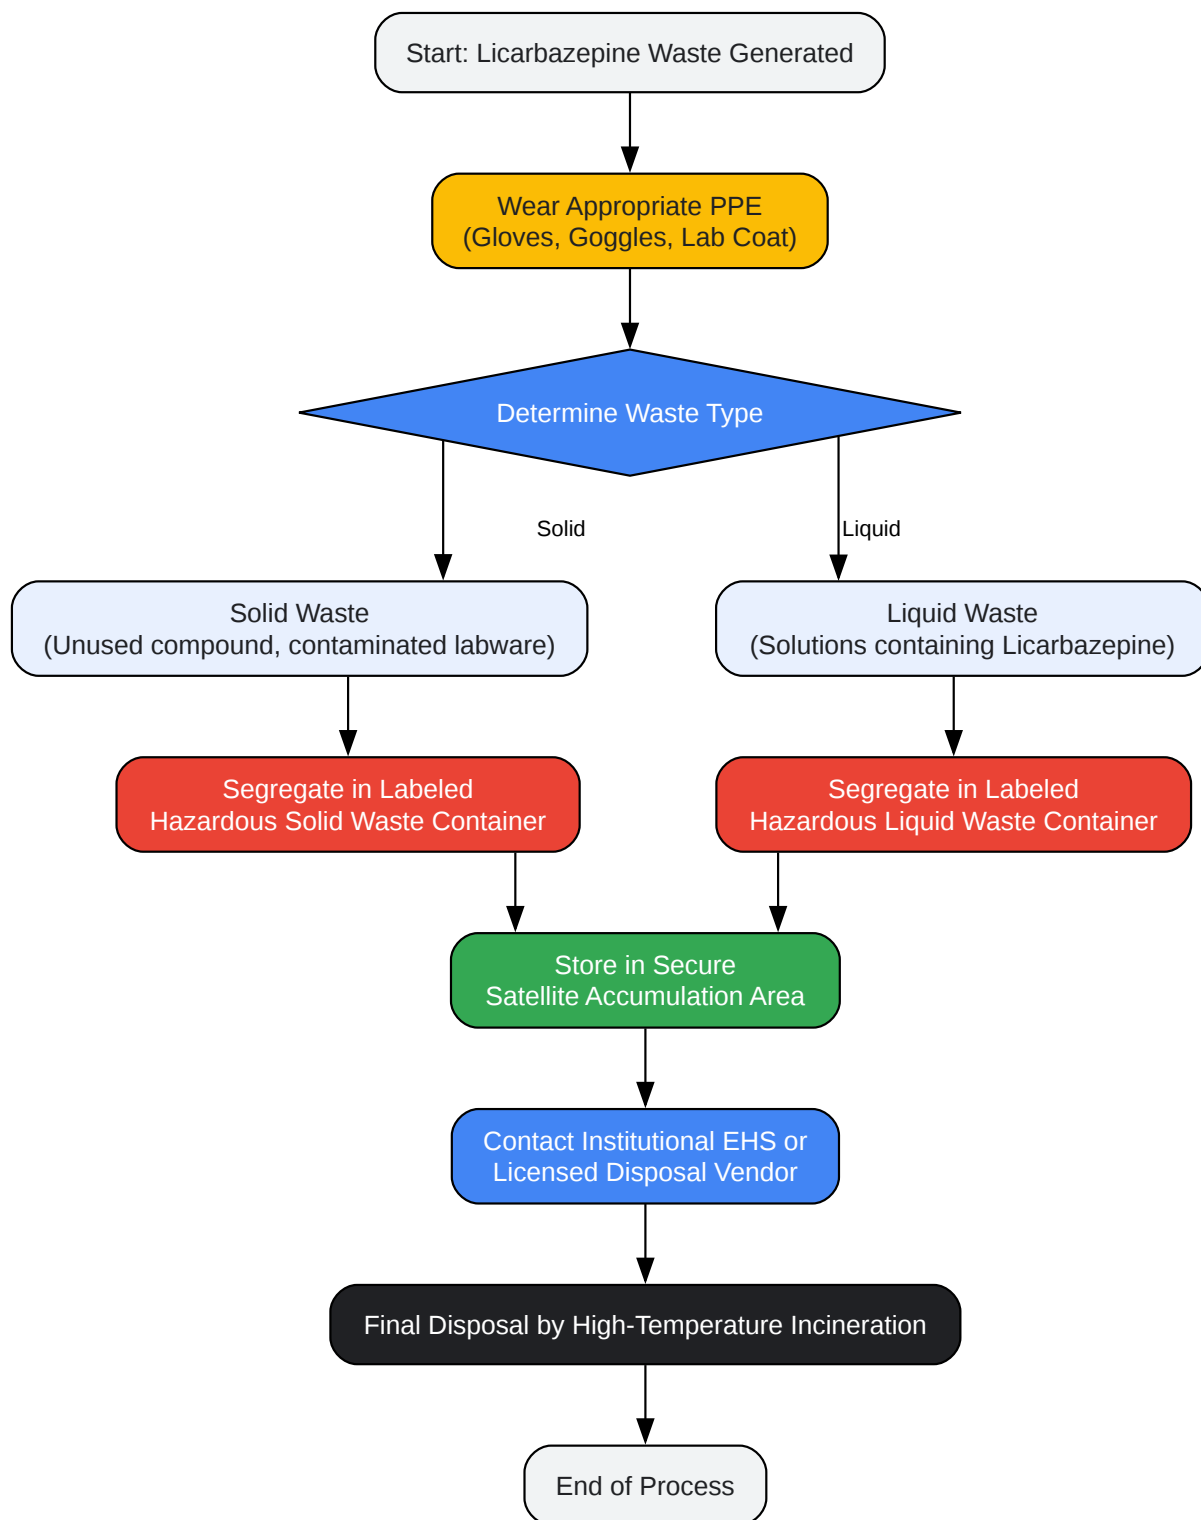 Start: Licarbazepine Waste Generated
Wear Appropriate PPE
(Gloves, Goggles, Lab Coat)
Determine Waste Type
Solid
Liquid
Solid Waste
(Unused compound, contaminated labware)
Liquid Waste
(Solutions containing Licarbazepine)
Segregate in Labeled
Hazardous Solid Waste Container
Segregate in Labeled
Hazardous Liquid Waste Container
Store in Secure
Satellite Accumulation Area
Contact Institutional EHS or
Licensed Disposal Vendor
Final Disposal by High-Temperature Incineration
End of Process